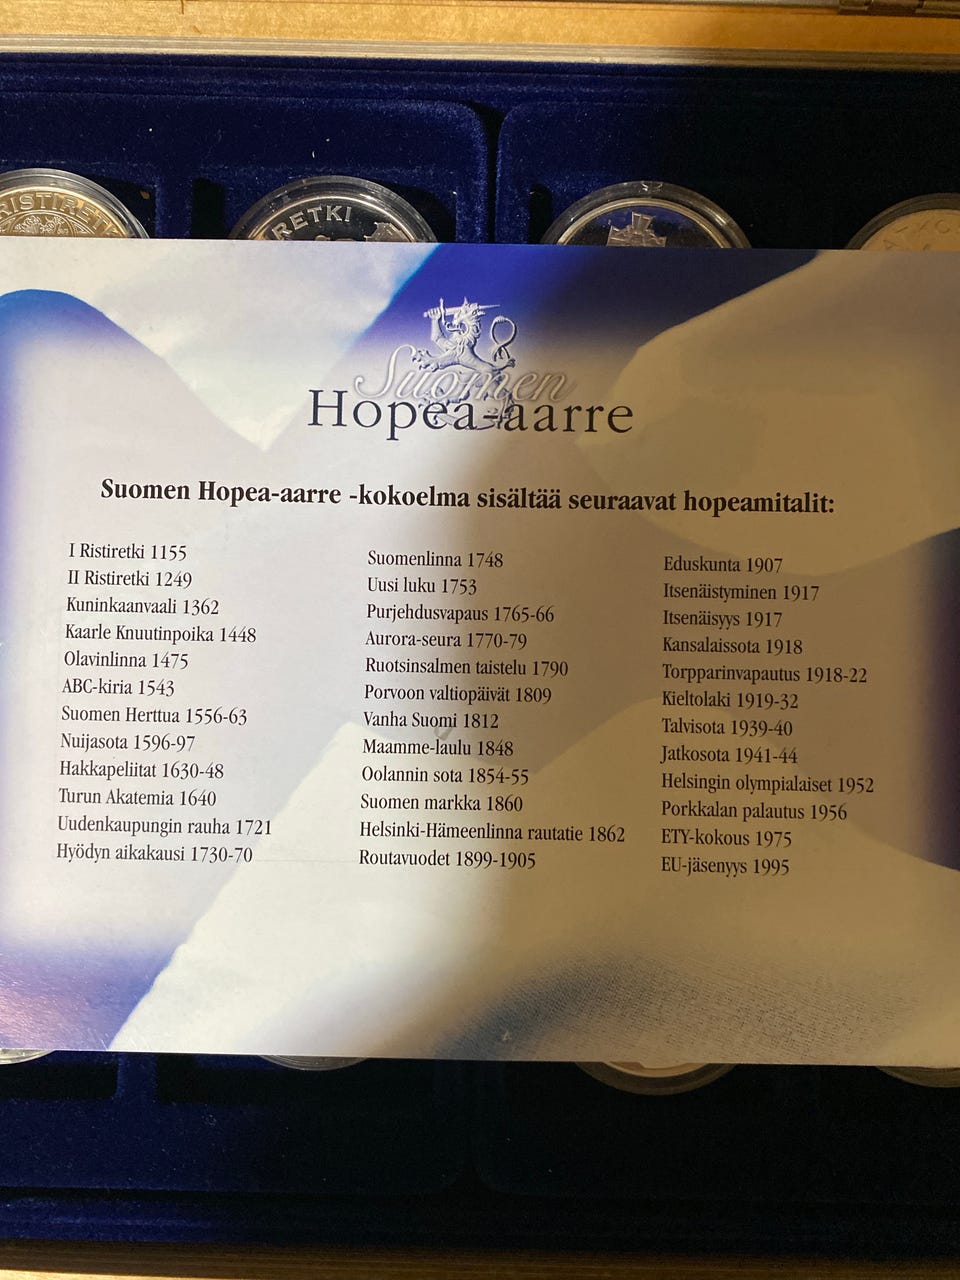 RISTIRETK
RETKI
Suomen
Hopea-aarre
Suomen Hopea-aarre -kokoelma sisältää seuraavat hopeamitalit:
I Ristiretki 1155
II Ristiretki 1249
Kuninkaanvaali 1362
Kaarle Knuutinpoika 1448
Olavinlinna 1475
ABC-kiria 1543
Suomen Herttua 1556-63
Nuijasota 1596-97
Hakkapeliitat 1630-48
Turun Akatemia 1640
Uudenkaupungin rauha 1721
Hyödyn aikakausi 1730-70
Suomenlinna 1748
Uusi luku 1753
Purjehdusvapaus 1765-66
Aurora-seura 1770-79
Ruotsinsalmen taistelu 1790
Porvoon valtiopäivät 1809
Vanha Suomi 1812
Maamme-laulu 1848
Oolannin sota 1854-55
Suomen markka 1860
Helsinki-Hämeenlinna rautatie 1862
Routavuodet 1899-1905
Eduskunta 1907
Itsenäistyminen 1917
Itsenäisyys 1917
Kansalaissota 1918
Torpparinvapautus 1918-22
Kieltolaki 1919-32
Talvisota 1939-40
Jatkosota 1941-44
Helsingin olympialaiset 1952
Porkkalan palautus 1956
ETY-kokous 1975
EU-jäsenyys 1995